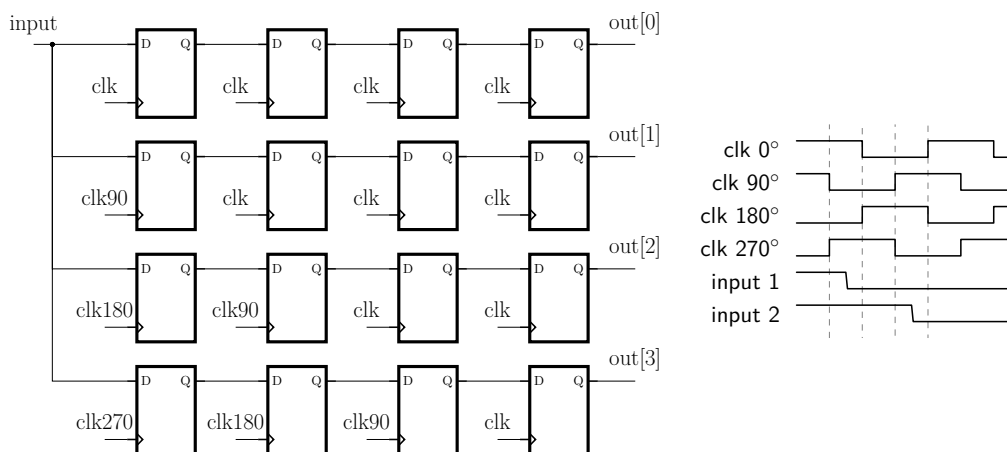 input
D Q D Q D Q D Q out[0]
clk clk clk clk
D Q D Q D Q D Q out[1]
clk90 clk clk clk
D Q D Q D Q D Q out[2]
clk180 clk90 clk clk
D Q D Q D Q D Q out[3]
clk270 clk180 clk90 clk
clk 0°
clk 90°
clk 180°
clk 270°
input 1
input 2